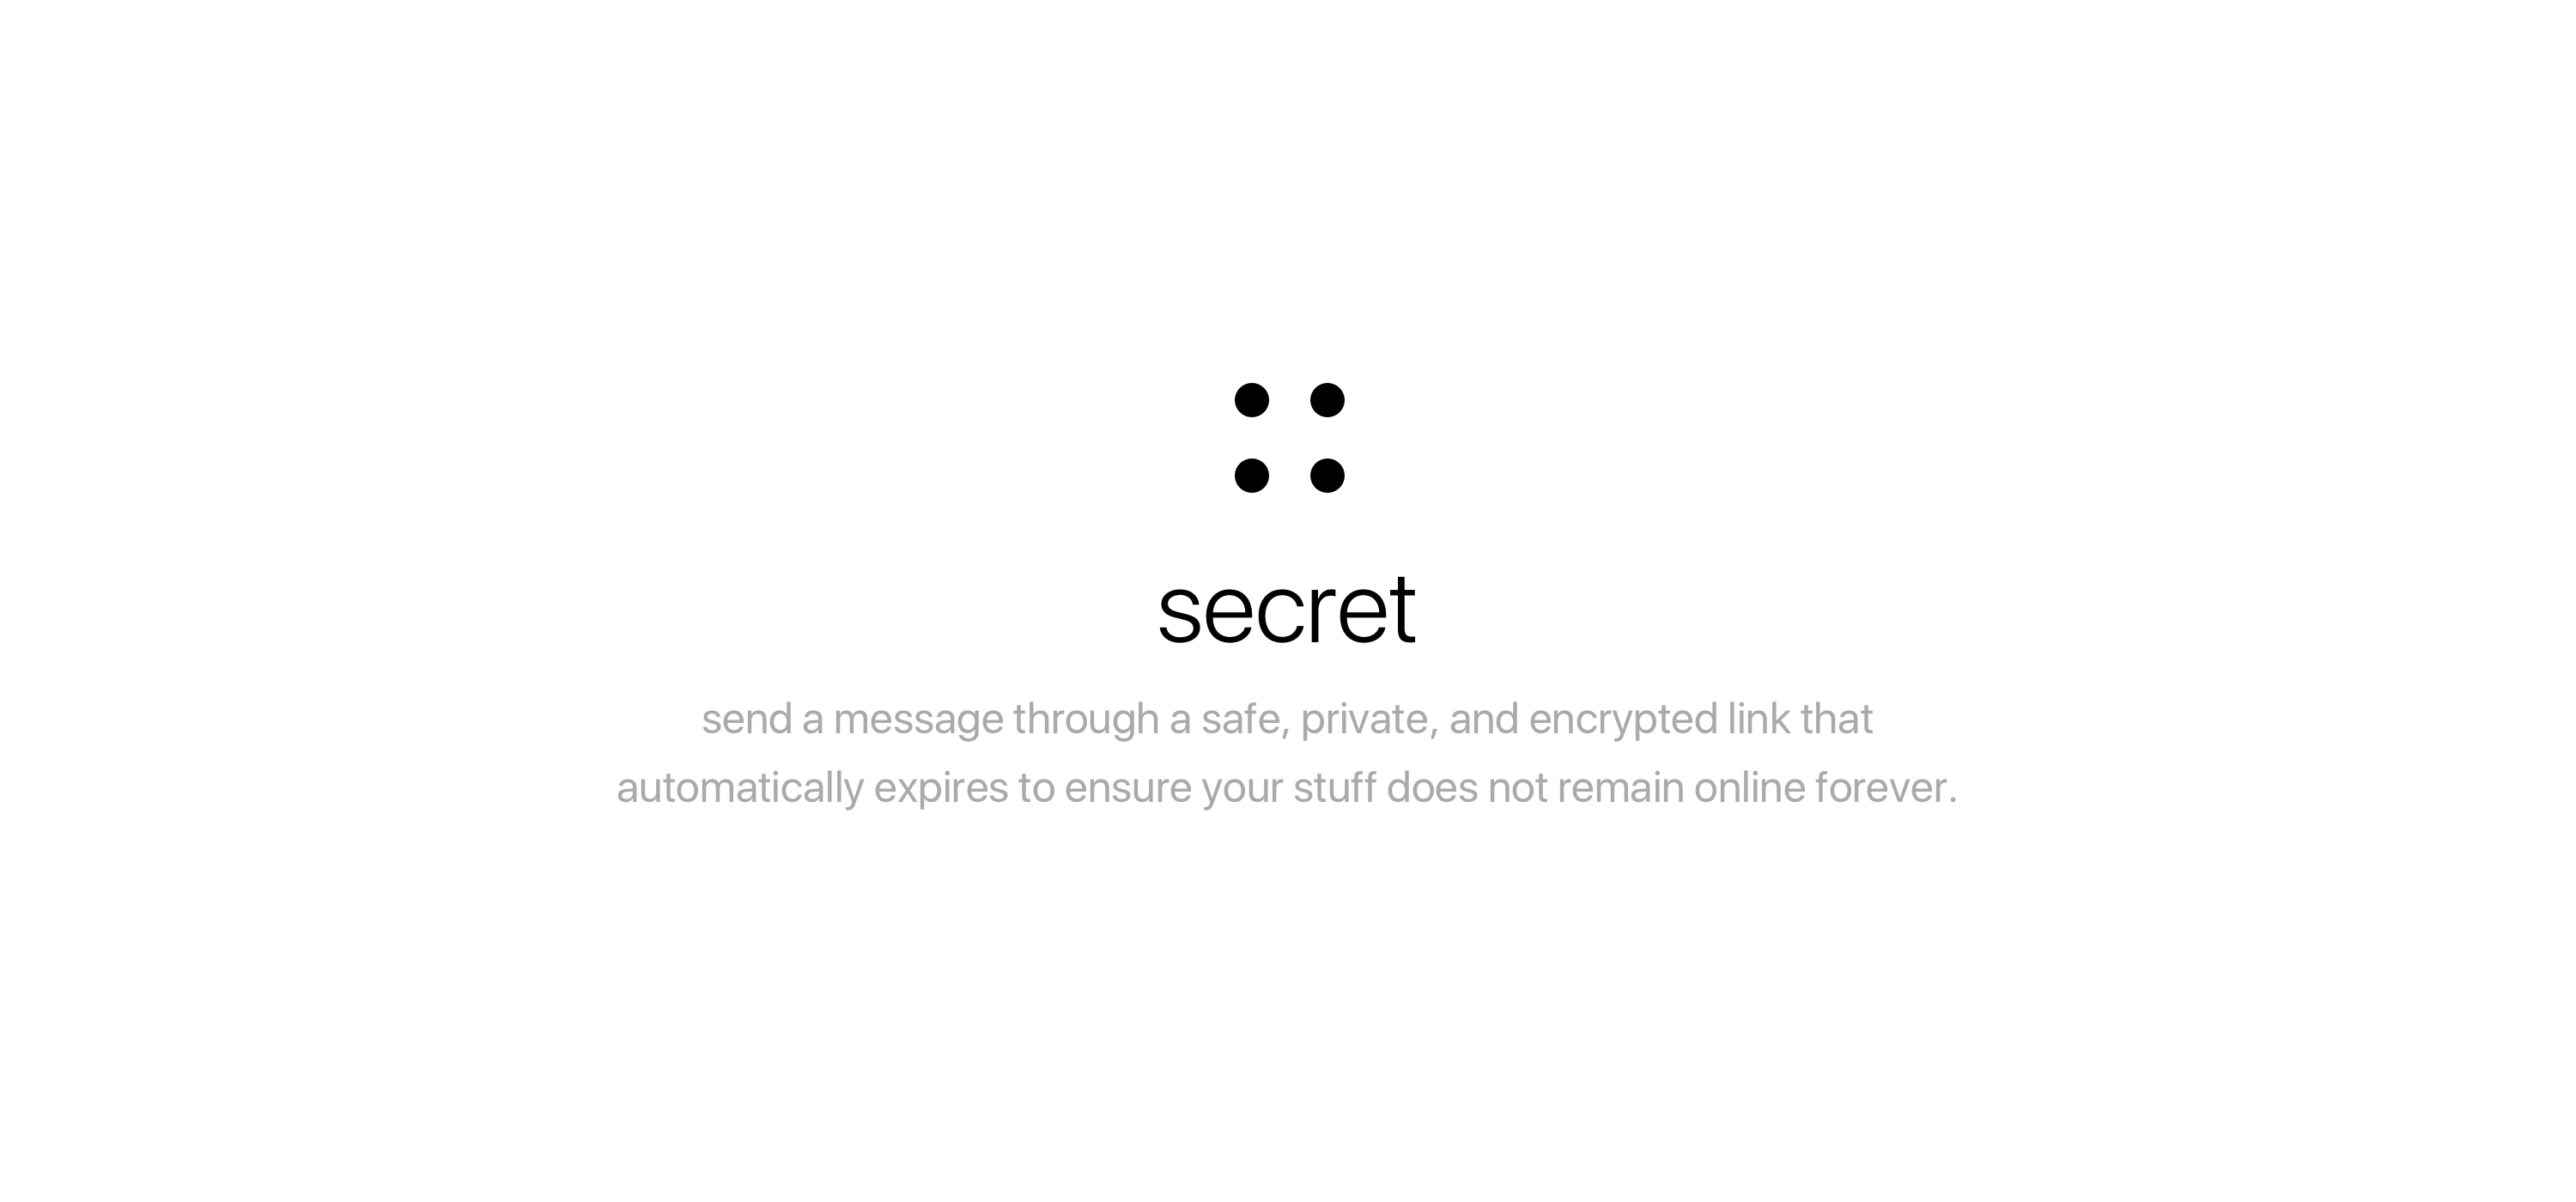 secret
send a message through a safe, private, and encrypted link that
automatically expires to ensure your stuff does not remain online forever.